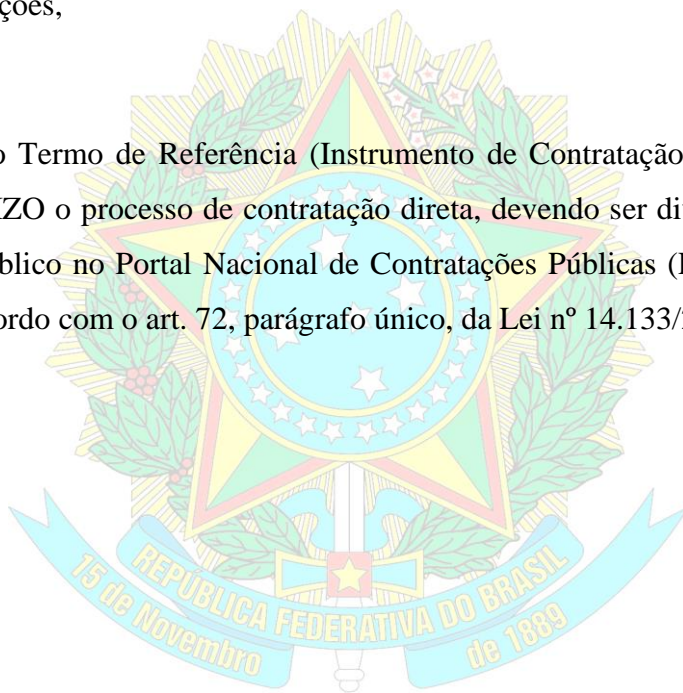 ções,
o Termo de Referência (Instrumento de Contratação
IZO o processo de contratação direta, devendo ser di
blico no Portal Nacional de Contratações Públicas (
ordo com o art. 72, parágrafo único, da Lei nº 14.133/
REPÚBLICA FEDERATIVA DO BRASIL
15 de Novembro de 1889